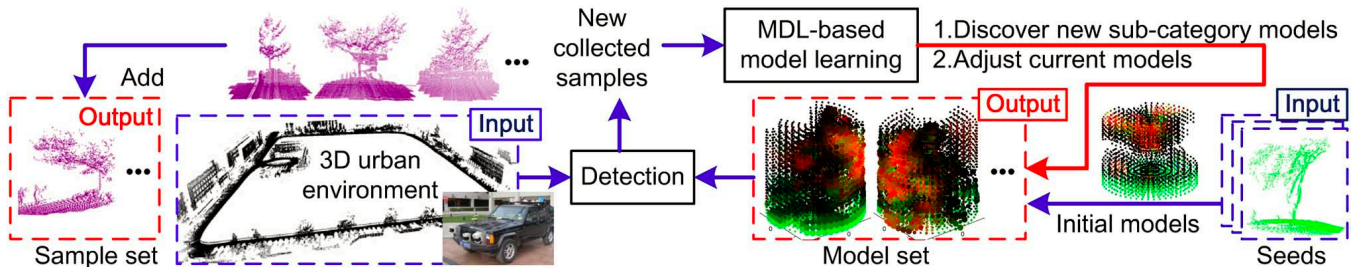 Add
Output
...
Sample set
New
collected
samples
...
Input
3D urban
environment
Detection
MDL-based
model learning
1.Discover new sub-category models
2.Adjust current models
Output
...
Model set
Initial models
Input
Seeds